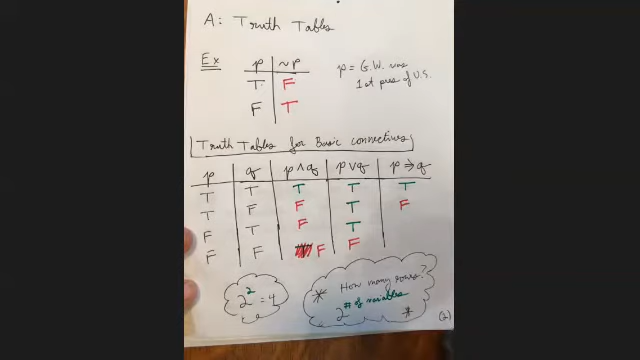 A: Truth Tables
Ex
p ~p
T F
F T
p = G.W. was
1st pres of U.S.
Truth Tables for Basic connectives
p q p ∧ q p ∨ q p ⇒ q
T T T T T
T F F T F
F T F T
F F F F
2² = 4
* How many rows?
2 # of variables *
(2)